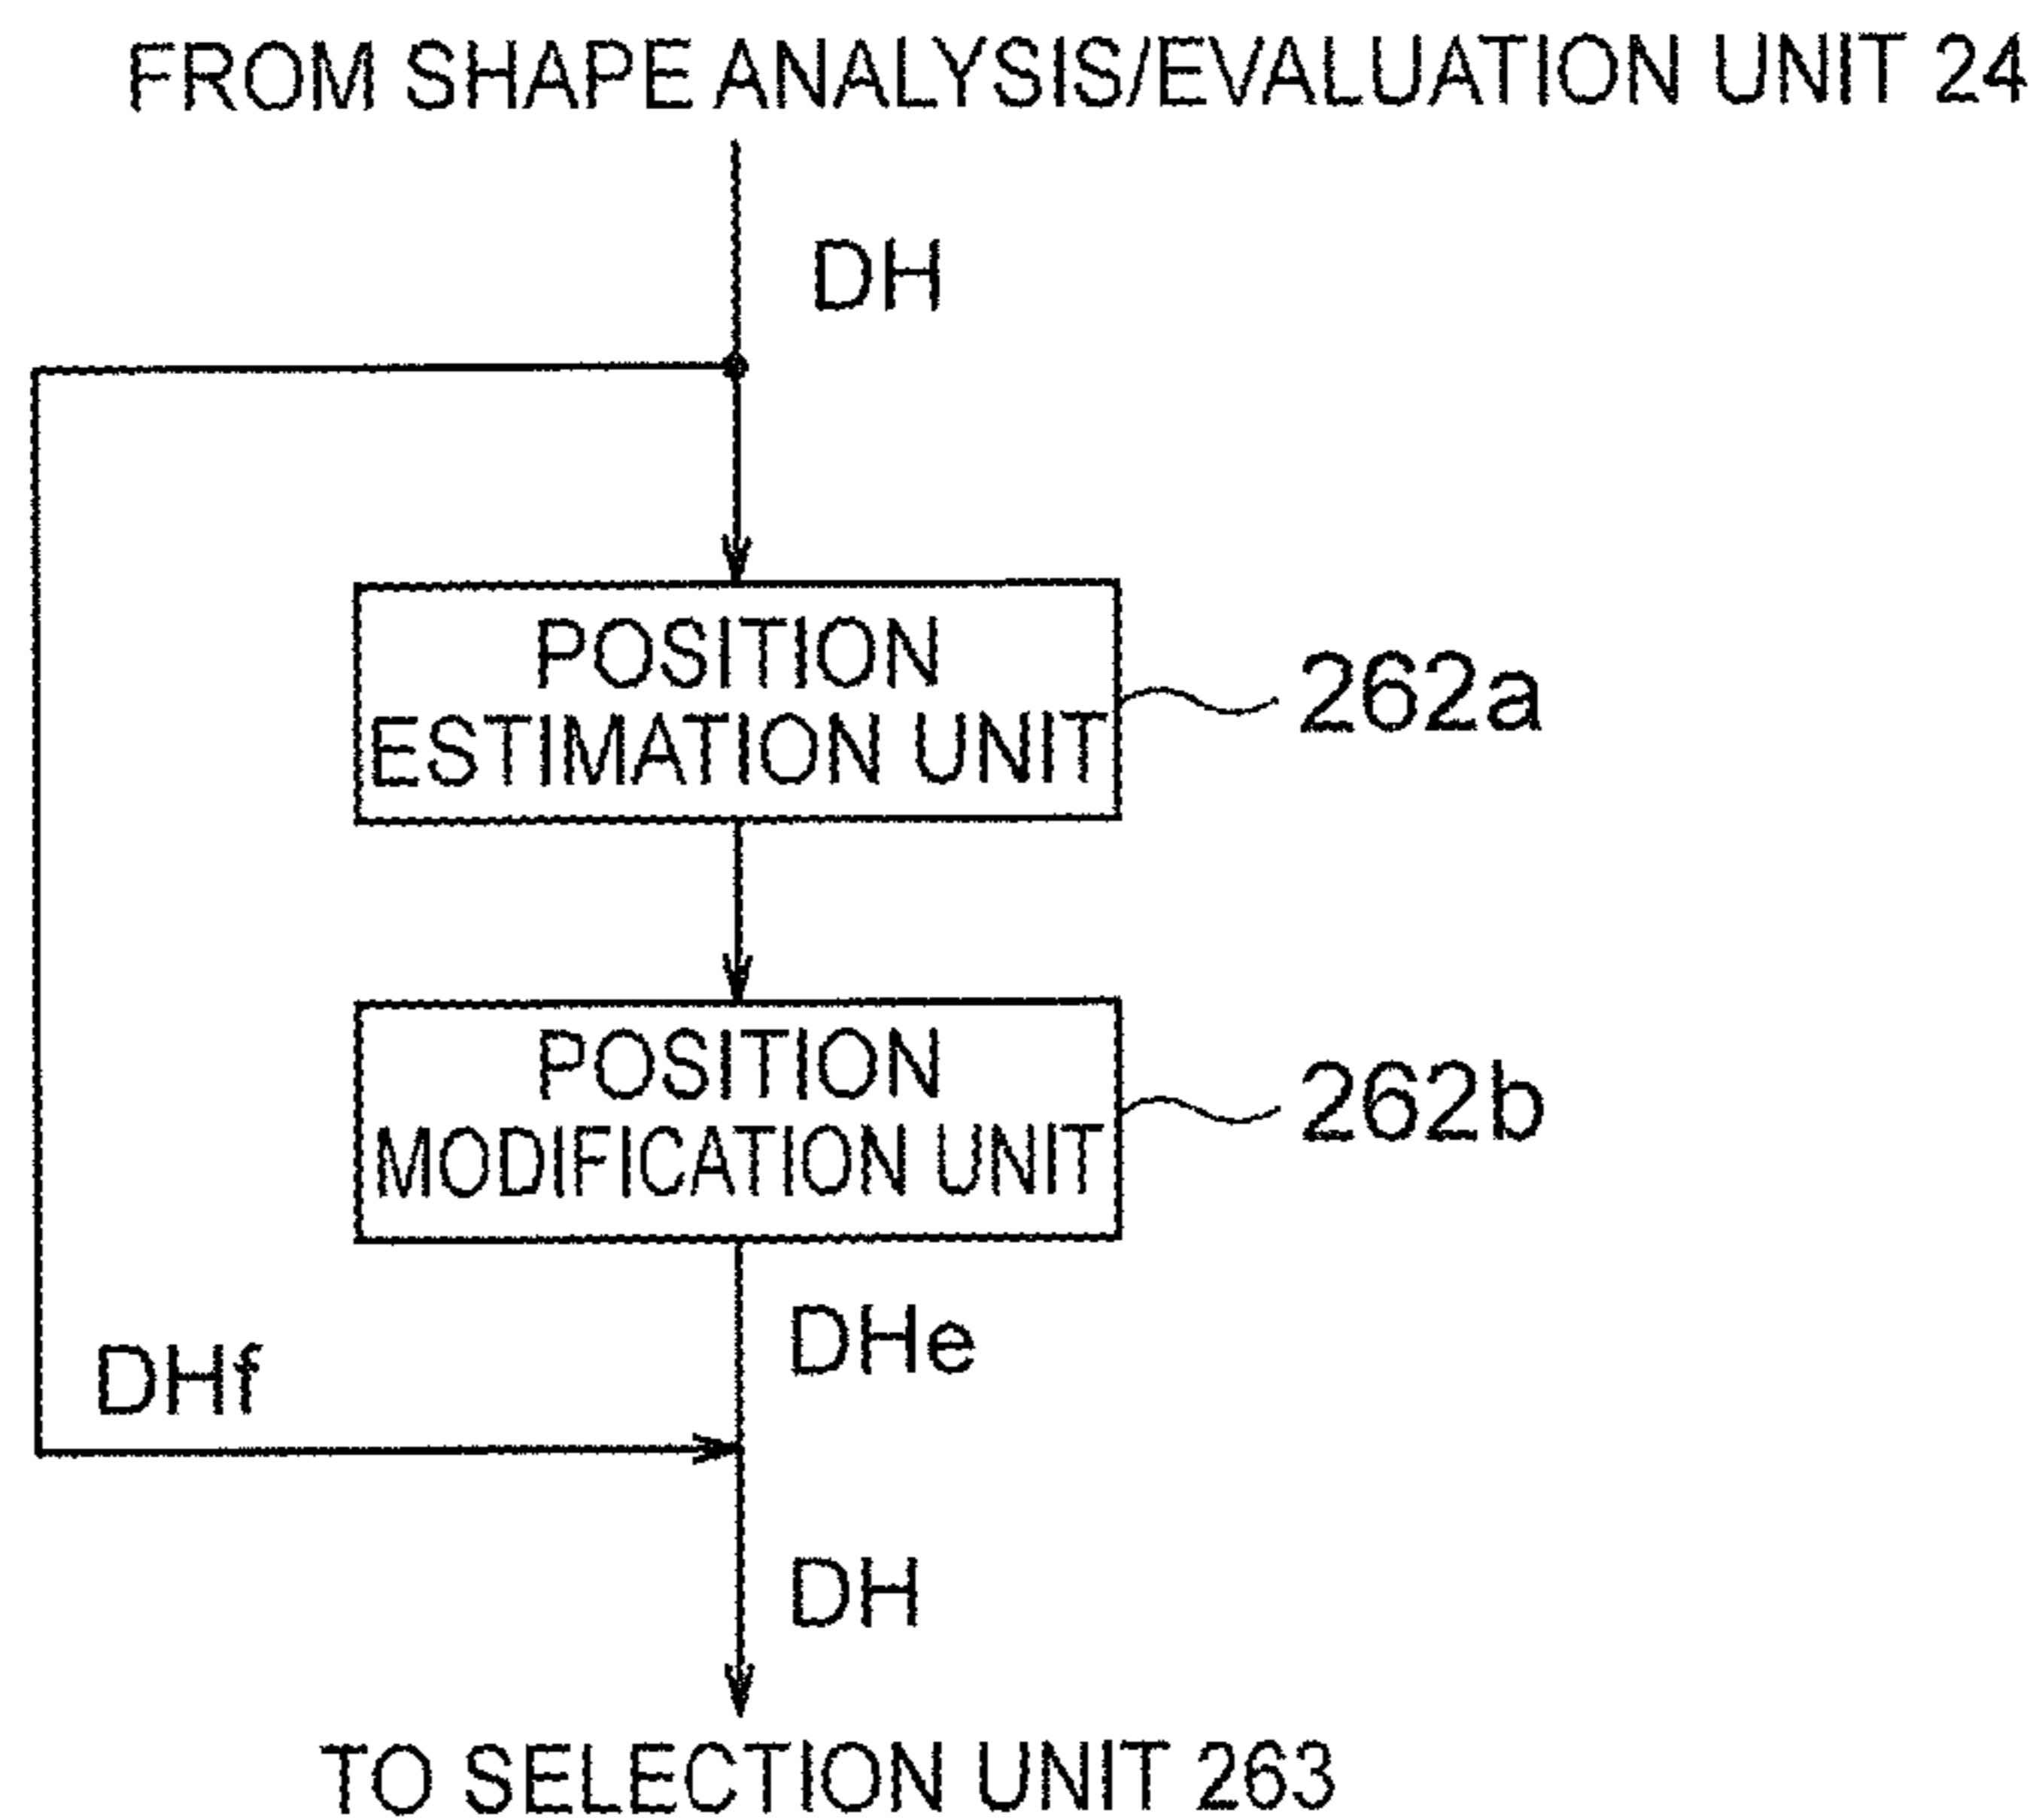 FROM SHAPE ANALYSIS/EVALUATION UNIT 24
DH
POSITION
ESTIMATION UNIT
262a
POSITION
MODIFICATION UNIT
262b
DHe
DHf
DH
TO SELECTION UNIT 263